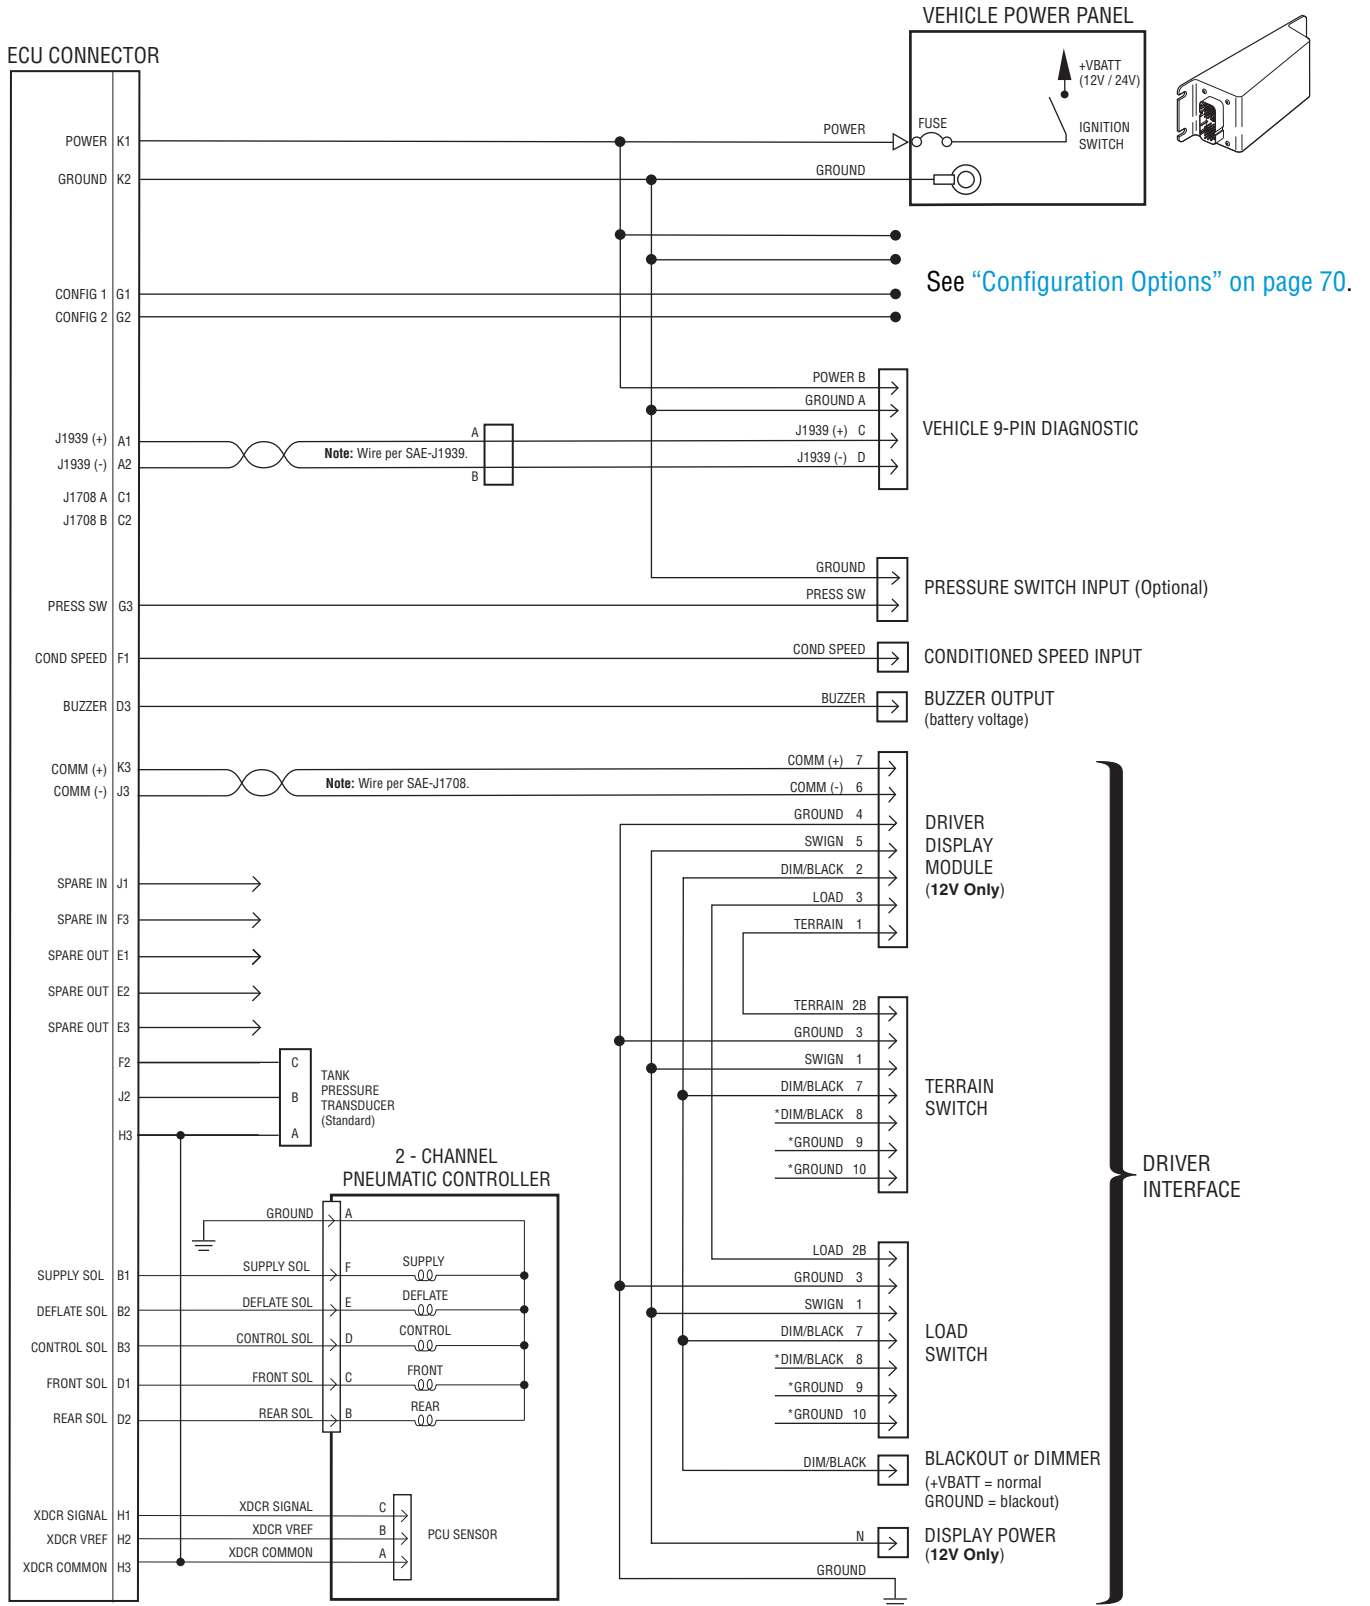 VEHICLE POWER PANEL
ECU CONNECTOR
+VBATT
(12V / 24V)
POWER K1
POWER
FUSE
IGNITION
SWITCH
GROUND K2
GROUND
See “Configuration Options” on page 70.
CONFIG 1 G1
CONFIG 2 G2
POWER B
GROUND A
J1939 (+) C
J1939 (-) D
VEHICLE 9-PIN DIAGNOSTIC
J1939 (+) A1
J1939 (-) A2
A
Note: Wire per SAE-J1939.
B
J1708 A C1
J1708 B C2
GROUND
PRESS SW
PRESSURE SWITCH INPUT (Optional)
PRESS SW G3
COND SPEED F1
COND SPEED
CONDITIONED SPEED INPUT
BUZZER D3
BUZZER
BUZZER OUTPUT
(battery voltage)
COMM (+) K3
COMM (-) J3
Note: Wire per SAE-J1708.
COMM (+) 7
COMM (-) 6
GROUND 4
SWIGN 5
DIM/BLACK 2
LOAD 3
TERRAIN 1
DRIVER
DISPLAY
MODULE
(12V Only)
SPARE IN J1
SPARE IN F3
SPARE OUT E1
SPARE OUT E2
SPARE OUT E3
F2
J2
H3
C
B
A
TANK
PRESSURE
TRANSDUCER
(Standard)
TERRAIN 2B
GROUND 3
SWIGN 1
DIM/BLACK 7
*DIM/BLACK 8
*GROUND 9
*GROUND 10
TERRAIN
SWITCH
DRIVER
INTERFACE
2 - CHANNEL
PNEUMATIC CONTROLLER
GROUND A
SUPPLY SOL B1
SUPPLY SOL F
SUPPLY
DEFLATE SOL B2
DEFLATE SOL E
DEFLATE
CONTROL SOL B3
CONTROL SOL D
CONTROL
FRONT SOL D1
FRONT SOL C
FRONT
REAR SOL D2
REAR SOL B
REAR
LOAD 2B
GROUND 3
SWIGN 1
DIM/BLACK 7
*DIM/BLACK 8
*GROUND 9
*GROUND 10
LOAD
SWITCH
DIM/BLACK
BLACKOUT or DIMMER
(+VBATT = normal
GROUND = blackout)
XDCR SIGNAL H1
XDCR VREF H2
XDCR COMMON H3
XDCR SIGNAL C
XDCR VREF B
XDCR COMMON A
PCU SENSOR
N
DISPLAY POWER
(12V Only)
GROUND